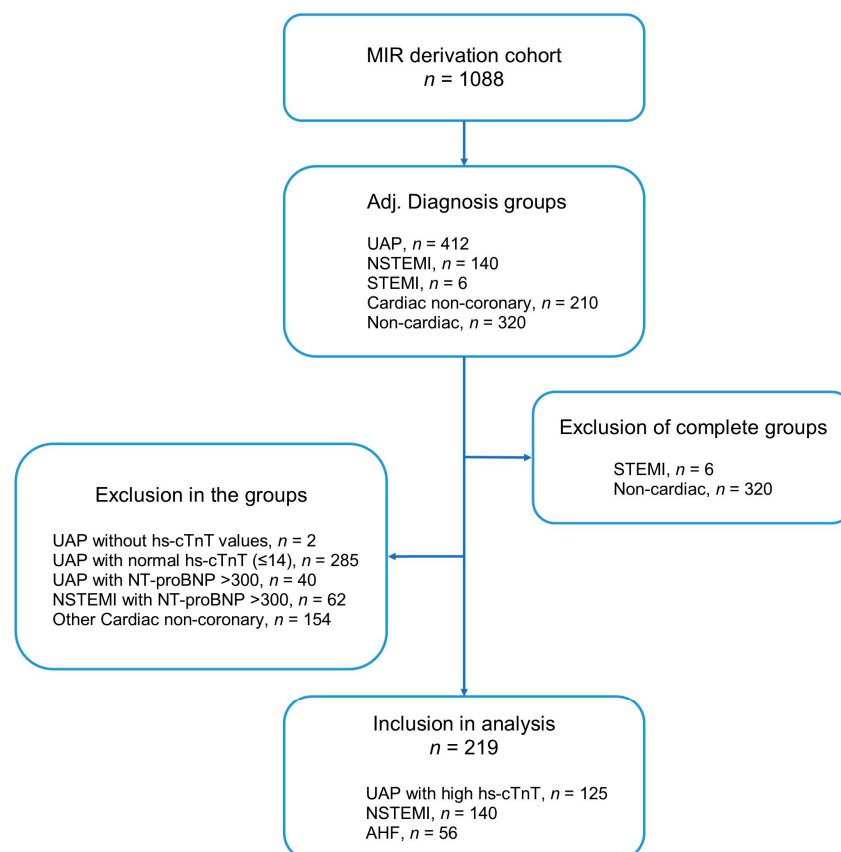 MIR derivation cohort
n = 1088
Adj. Diagnosis groups
UAP, n = 412
NSTEMI, n = 140
STEMI, n = 6
Cardiac non-coronary, n = 210
Non-cardiac, n = 320
Exclusion of complete groups
STEMI, n = 6
Non-cardiac, n = 320
Exclusion in the groups
UAP without hs-cTnT values, n = 2
UAP with normal hs-cTnT (≤14), n = 285
UAP with NT-proBNP >300, n = 40
NSTEMI with NT-proBNP >300, n = 62
Other Cardiac non-coronary, n = 154
Inclusion in analysis
n = 219
UAP with high hs-cTnT, n = 125
NSTEMI, n = 140
AHF, n = 56